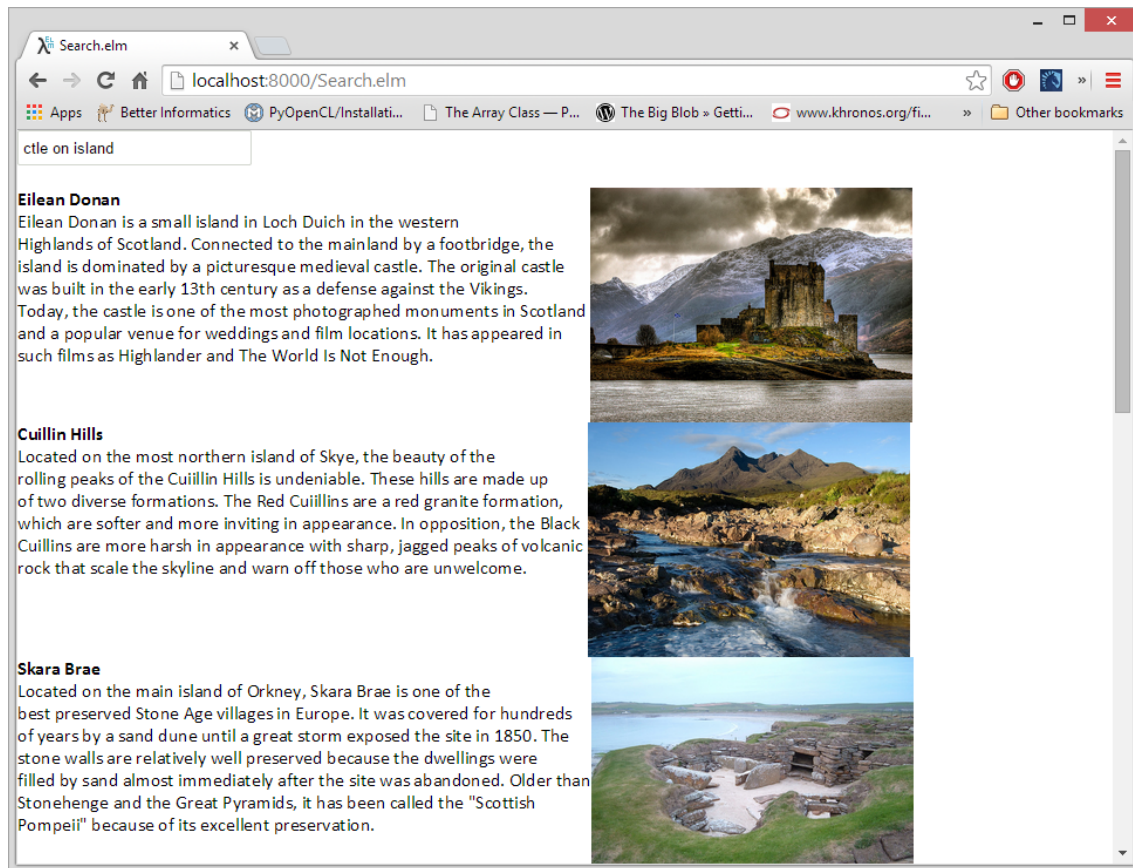 Search.elm
localhost:8000/Search.elm
Apps Better Informatics PyOpenCL/Installati... The Array Class — P... The Big Blob » Getti... www.khronos.org/fi... » Other bookmarks
ctle on island
Eilean Donan
Eilean Donan is a small island in Loch Duich in the western
Highlands of Scotland. Connected to the mainland by a footbridge, the
island is dominated by a picturesque medieval castle. The original castle
was built in the early 13th century as a defense against the Vikings.
Today, the castle is one of the most photographed monuments in Scotland
and a popular venue for weddings and film locations. It has appeared in
such films as Highlander and The World Is Not Enough.
Cuillin Hills
Located on the most northern island of Skye, the beauty of the
rolling peaks of the Cuiillin Hills is undeniable. These hills are made up
of two diverse formations. The Red Cuiillins are a red granite formation,
which are softer and more inviting in appearance. In opposition, the Black
Cuillins are more harsh in appearance with sharp, jagged peaks of volcanic
rock that scale the skyline and warn off those who are unwelcome.
Skara Brae
Located on the main island of Orkney, Skara Brae is one of the
best preserved Stone Age villages in Europe. It was covered for hundreds
of years by a sand dune until a great storm exposed the site in 1850. The
stone walls are relatively well preserved because the dwellings were
filled by sand almost immediately after the site was abandoned. Older than
Stonehenge and the Great Pyramids, it has been called the "Scottish
Pompeii" because of its excellent preservation.